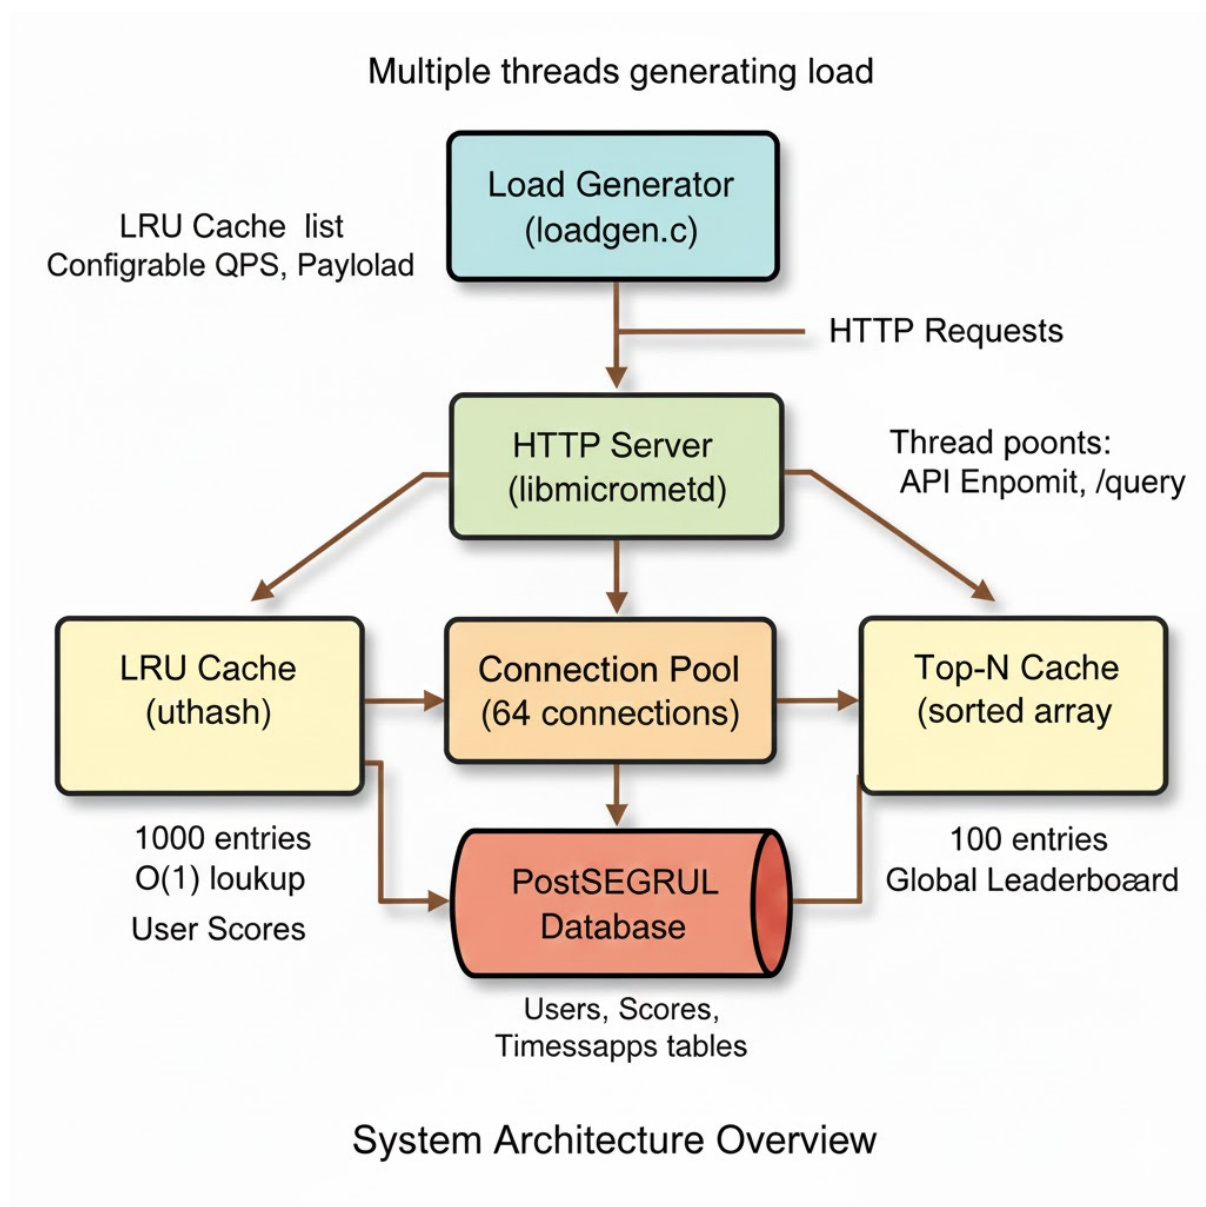 Multiple threads generating load
Load Generator
(loadgen.c)
LRU Cache list
Configrable QPS, Paylolad
HTTP Requests
HTTP Server
(libmicrometd)
Thread poonts:
API Enpomit, /query
LRU Cache
(uthash)
Connection Pool
(64 connections)
Top-N Cache
(sorted array
1000 entries
O(1) loukup
User Scores
PostSEGRUL
Database
100 entries
Global Leaderboaard
Users, Scores,
Timessapps tables
System Architecture Overview